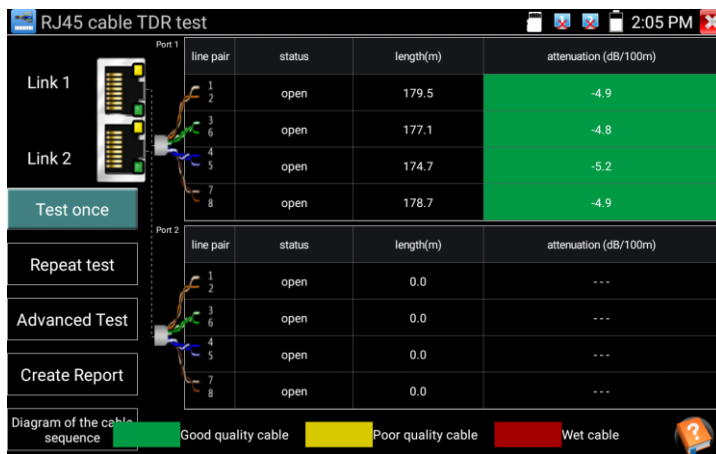 RJ45 cable TDR test
2:05 PM
Link 1
Link 2
Test once
Repeat test
Advanced Test
Create Report
Diagram of the cable
sequence
Port 1
line pair status length(m) attenuation (dB/100m)
1
2 open 179.5 -4.9
3
6 open 177.1 -4.8
4
5 open 174.7 -5.2
7
8 open 178.7 -4.9
Port 2
line pair status length(m) attenuation (dB/100m)
1
2 open 0.0 ---
3
6 open 0.0 ---
4
5 open 0.0 ---
7
8 open 0.0 ---
Good quality cable Poor quality cable Wet cable